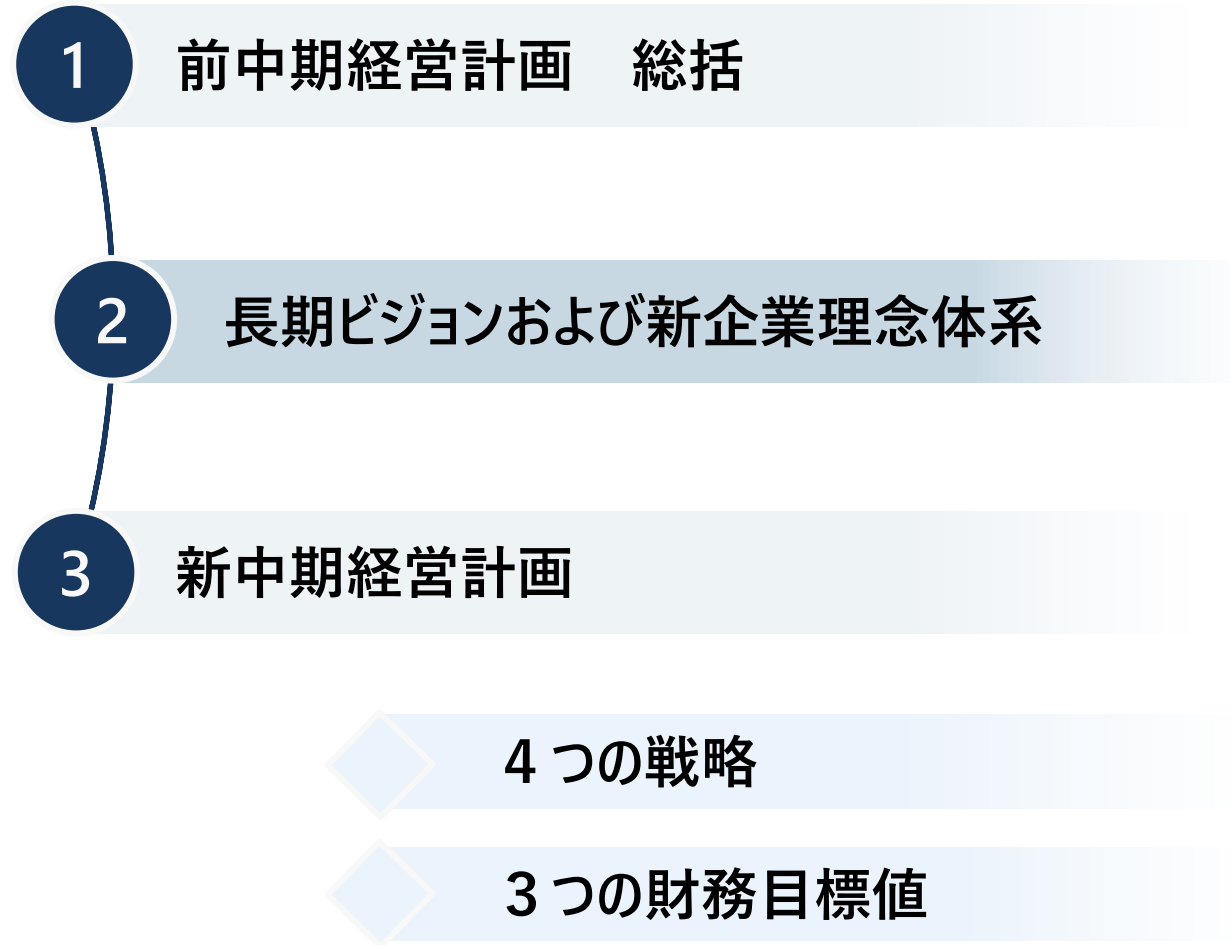 1 前中期経営計画　総括
2 長期ビジョンおよび新企業理念体系
3 新中期経営計画
4 つの戦略
3 つの財務目標値